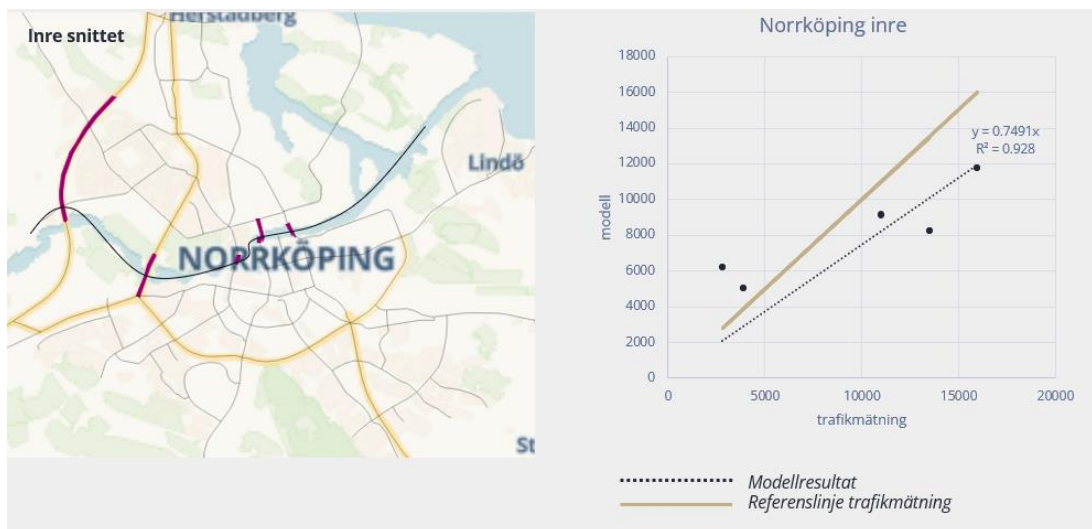 Herstadberg
Inre snittet
Lindö
NORRKÖPING
St
Norrköping inre
18000
16000
14000
12000
10000
8000
6000
4000
2000
0
modell
y = 0.7491x
R² = 0.928
0 5000 10000 15000 20000
trafikmätning
Modellresultat
Referenslinje trafikmätning